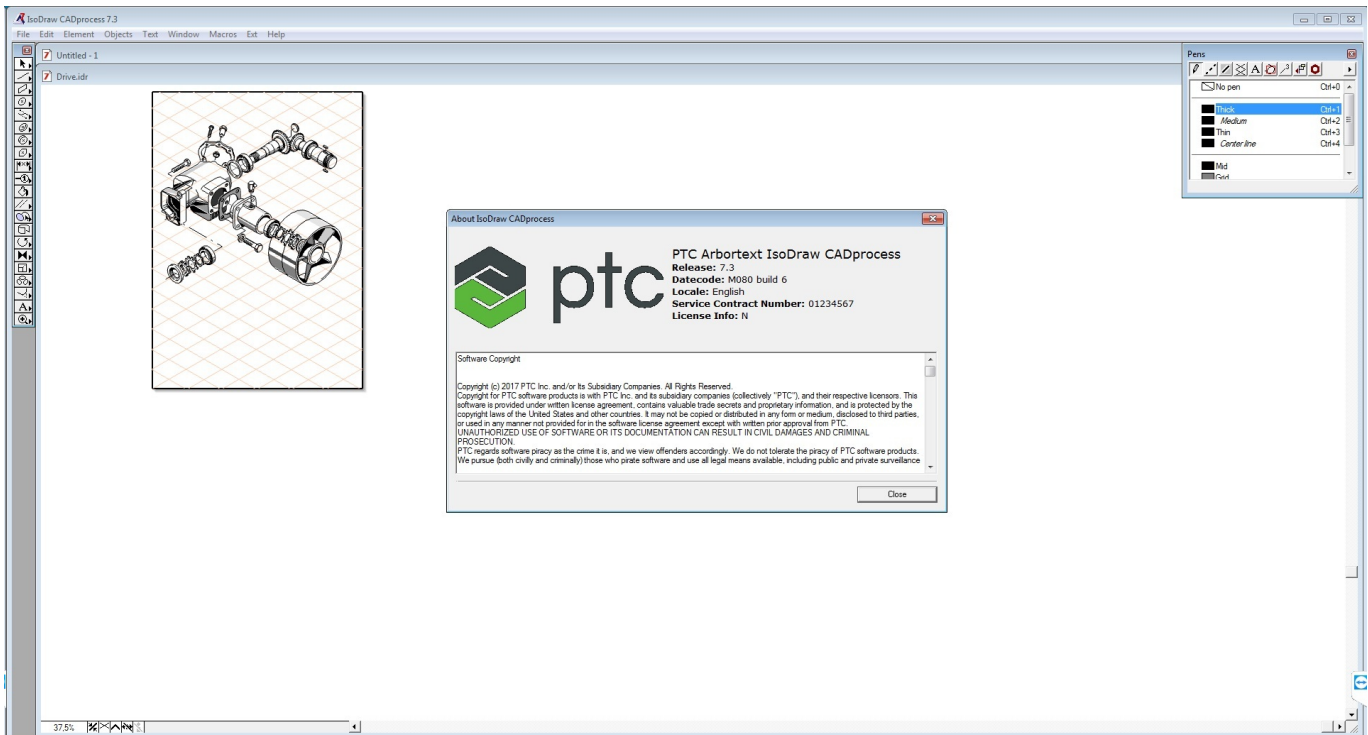 IsoDraw CADprocess 7.3
File Edit Element Objects Text Window Macros Ext Help
Untitled - 1
Drive.idr
Pens
No pen Ctrl+0
Thick Ctrl+1
Medium Ctrl+2
Thin Ctrl+3
Center line Ctrl+4
Mid
Grid
About IsoDraw CADprocess
ptc
PTC Arbortext IsoDraw CADprocess
Release: 7.3
Datecode: M080 build 6
Locale: English
Service Contract Number: 01234567
License Info: N
Software Copyright
Copyright (c) 2017 PTC Inc. and/or Its Subsidiary Companies. All Rights Reserved.
Copyright for PTC software products is with PTC Inc. and its subsidiary companies (collectively "PTC"), and their respective licensors. This
software is provided under written license agreement, contains valuable trade secrets and proprietary information, and is protected by the
copyright laws of the United States and other countries. It may not be copied or distributed in any form or medium, disclosed to third parties,
or used in any manner not provided for in the software license agreement except with written prior approval from PTC.
UNAUTHORIZED USE OF SOFTWARE OR ITS DOCUMENTATION CAN RESULT IN CIVIL DAMAGES AND CRIMINAL
PROSECUTION.
PTC regards software piracy as the crime it is, and we view offenders accordingly. We do not tolerate the piracy of PTC software products.
We pursue (both civilly and criminally) those who pirate software and use all legal means available, including public and private surveillance
Close
37.5%